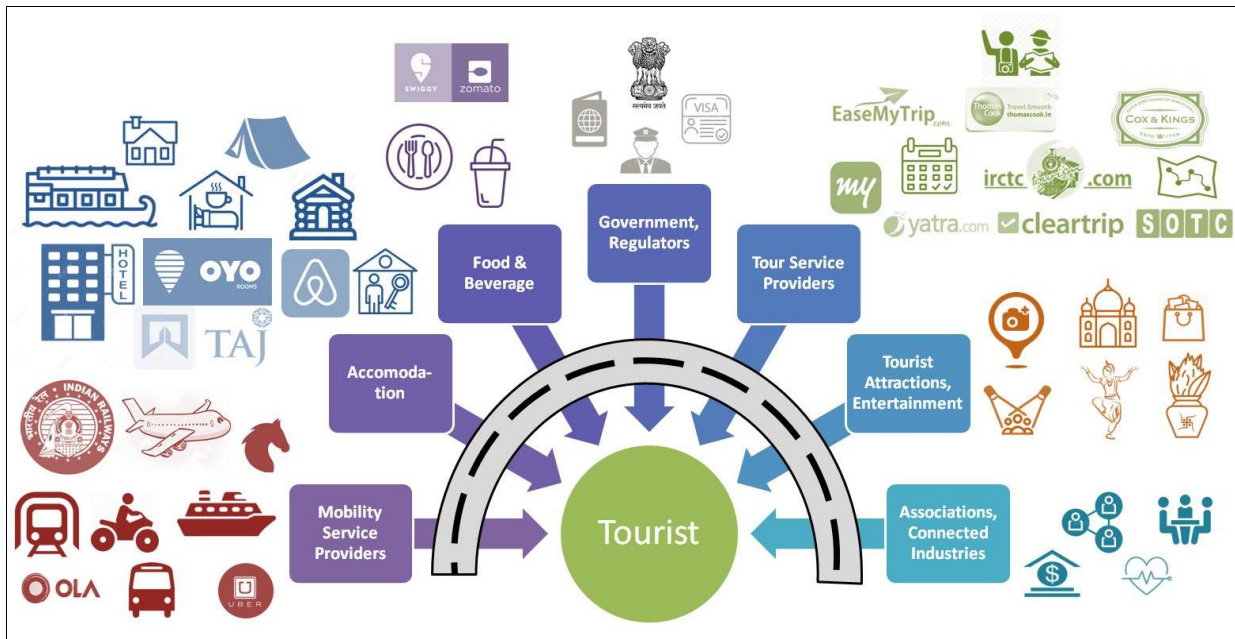 SWIGGY
zomato
सत्यमेव जयते
VISA
EaseMyTrip
.com
Thomas
Cook
Travel Smooth
thomascook.in
COX & KINGS
my
irctc
.com
yatra.com
cleartrip
SOTC
Government,
Regulators
Food &
Beverage
Tour Service
Providers
HOTEL
OYO
ROOMS
TAJ
Accomoda-
tion
Tourist
Attractions,
Entertainment
भारतीय रेल
INDIAN RAILWAYS
Mobility
Service
Providers
Tourist
Associations,
Connected
Industries
$
OLA
U
UBER